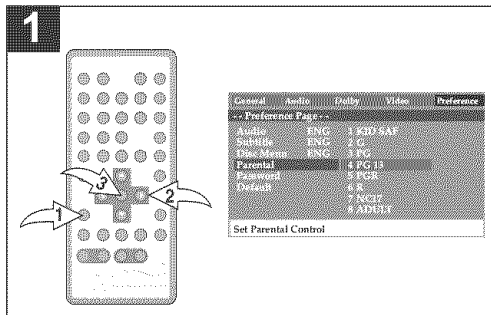 1
3
2
1
General Audio Dolby Video Preference
- - Preference Page - -
Audio ENG 1 KID SAF
Subtitle ENG 2 G
Disc Menu ENG 3 PG
Parental 4 PG 13
Password 5 PGR
Default 6 R
7 NC17
8 ADULT
Set Parental Control